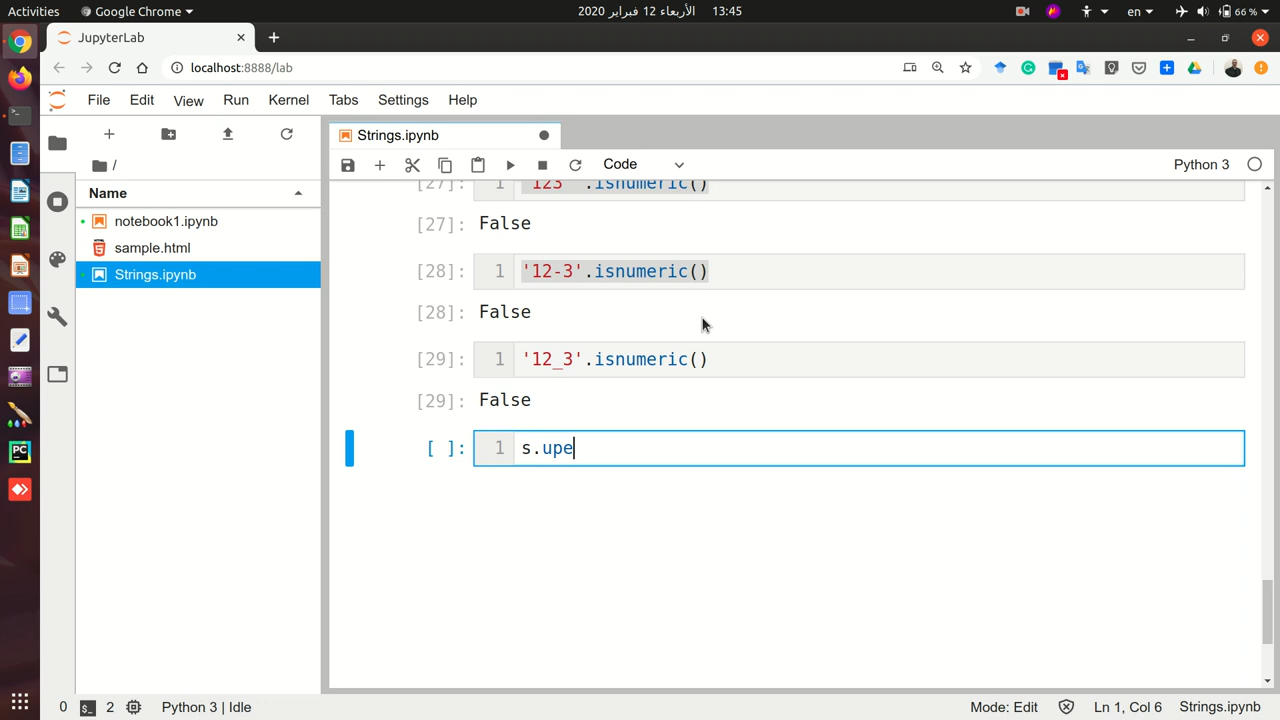 Activities Google Chrome الأربعاء 12 فبراير 2020 13:45 en 66 %
JupyterLab
localhost:8888/lab
File Edit View Run Kernel Tabs Settings Help
Strings.ipynb
/ Code Python 3
Name
notebook1.ipynb
sample.html
Strings.ipynb
[27]: 1 '123 '.isnumeric()
[27]: False
[28]: 1 '12-3'.isnumeric()
[28]: False
[29]: 1 '12_3'.isnumeric()
[29]: False
[ ]: 1 s.upe
0 2 Python 3 | Idle Mode: Edit Ln 1, Col 6 Strings.ipynb